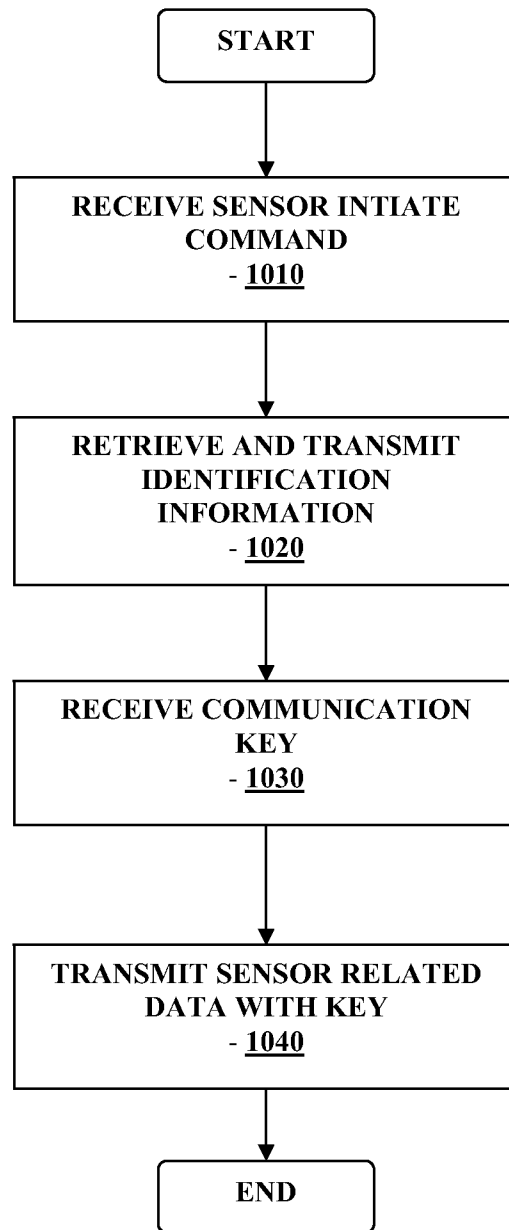 START
RECEIVE SENSOR INTIATE
COMMAND
- 1010
RETRIEVE AND TRANSMIT
IDENTIFICATION
INFORMATION
- 1020
RECEIVE COMMUNICATION
KEY
- 1030
TRANSMIT SENSOR RELATED
DATA WITH KEY
- 1040
END